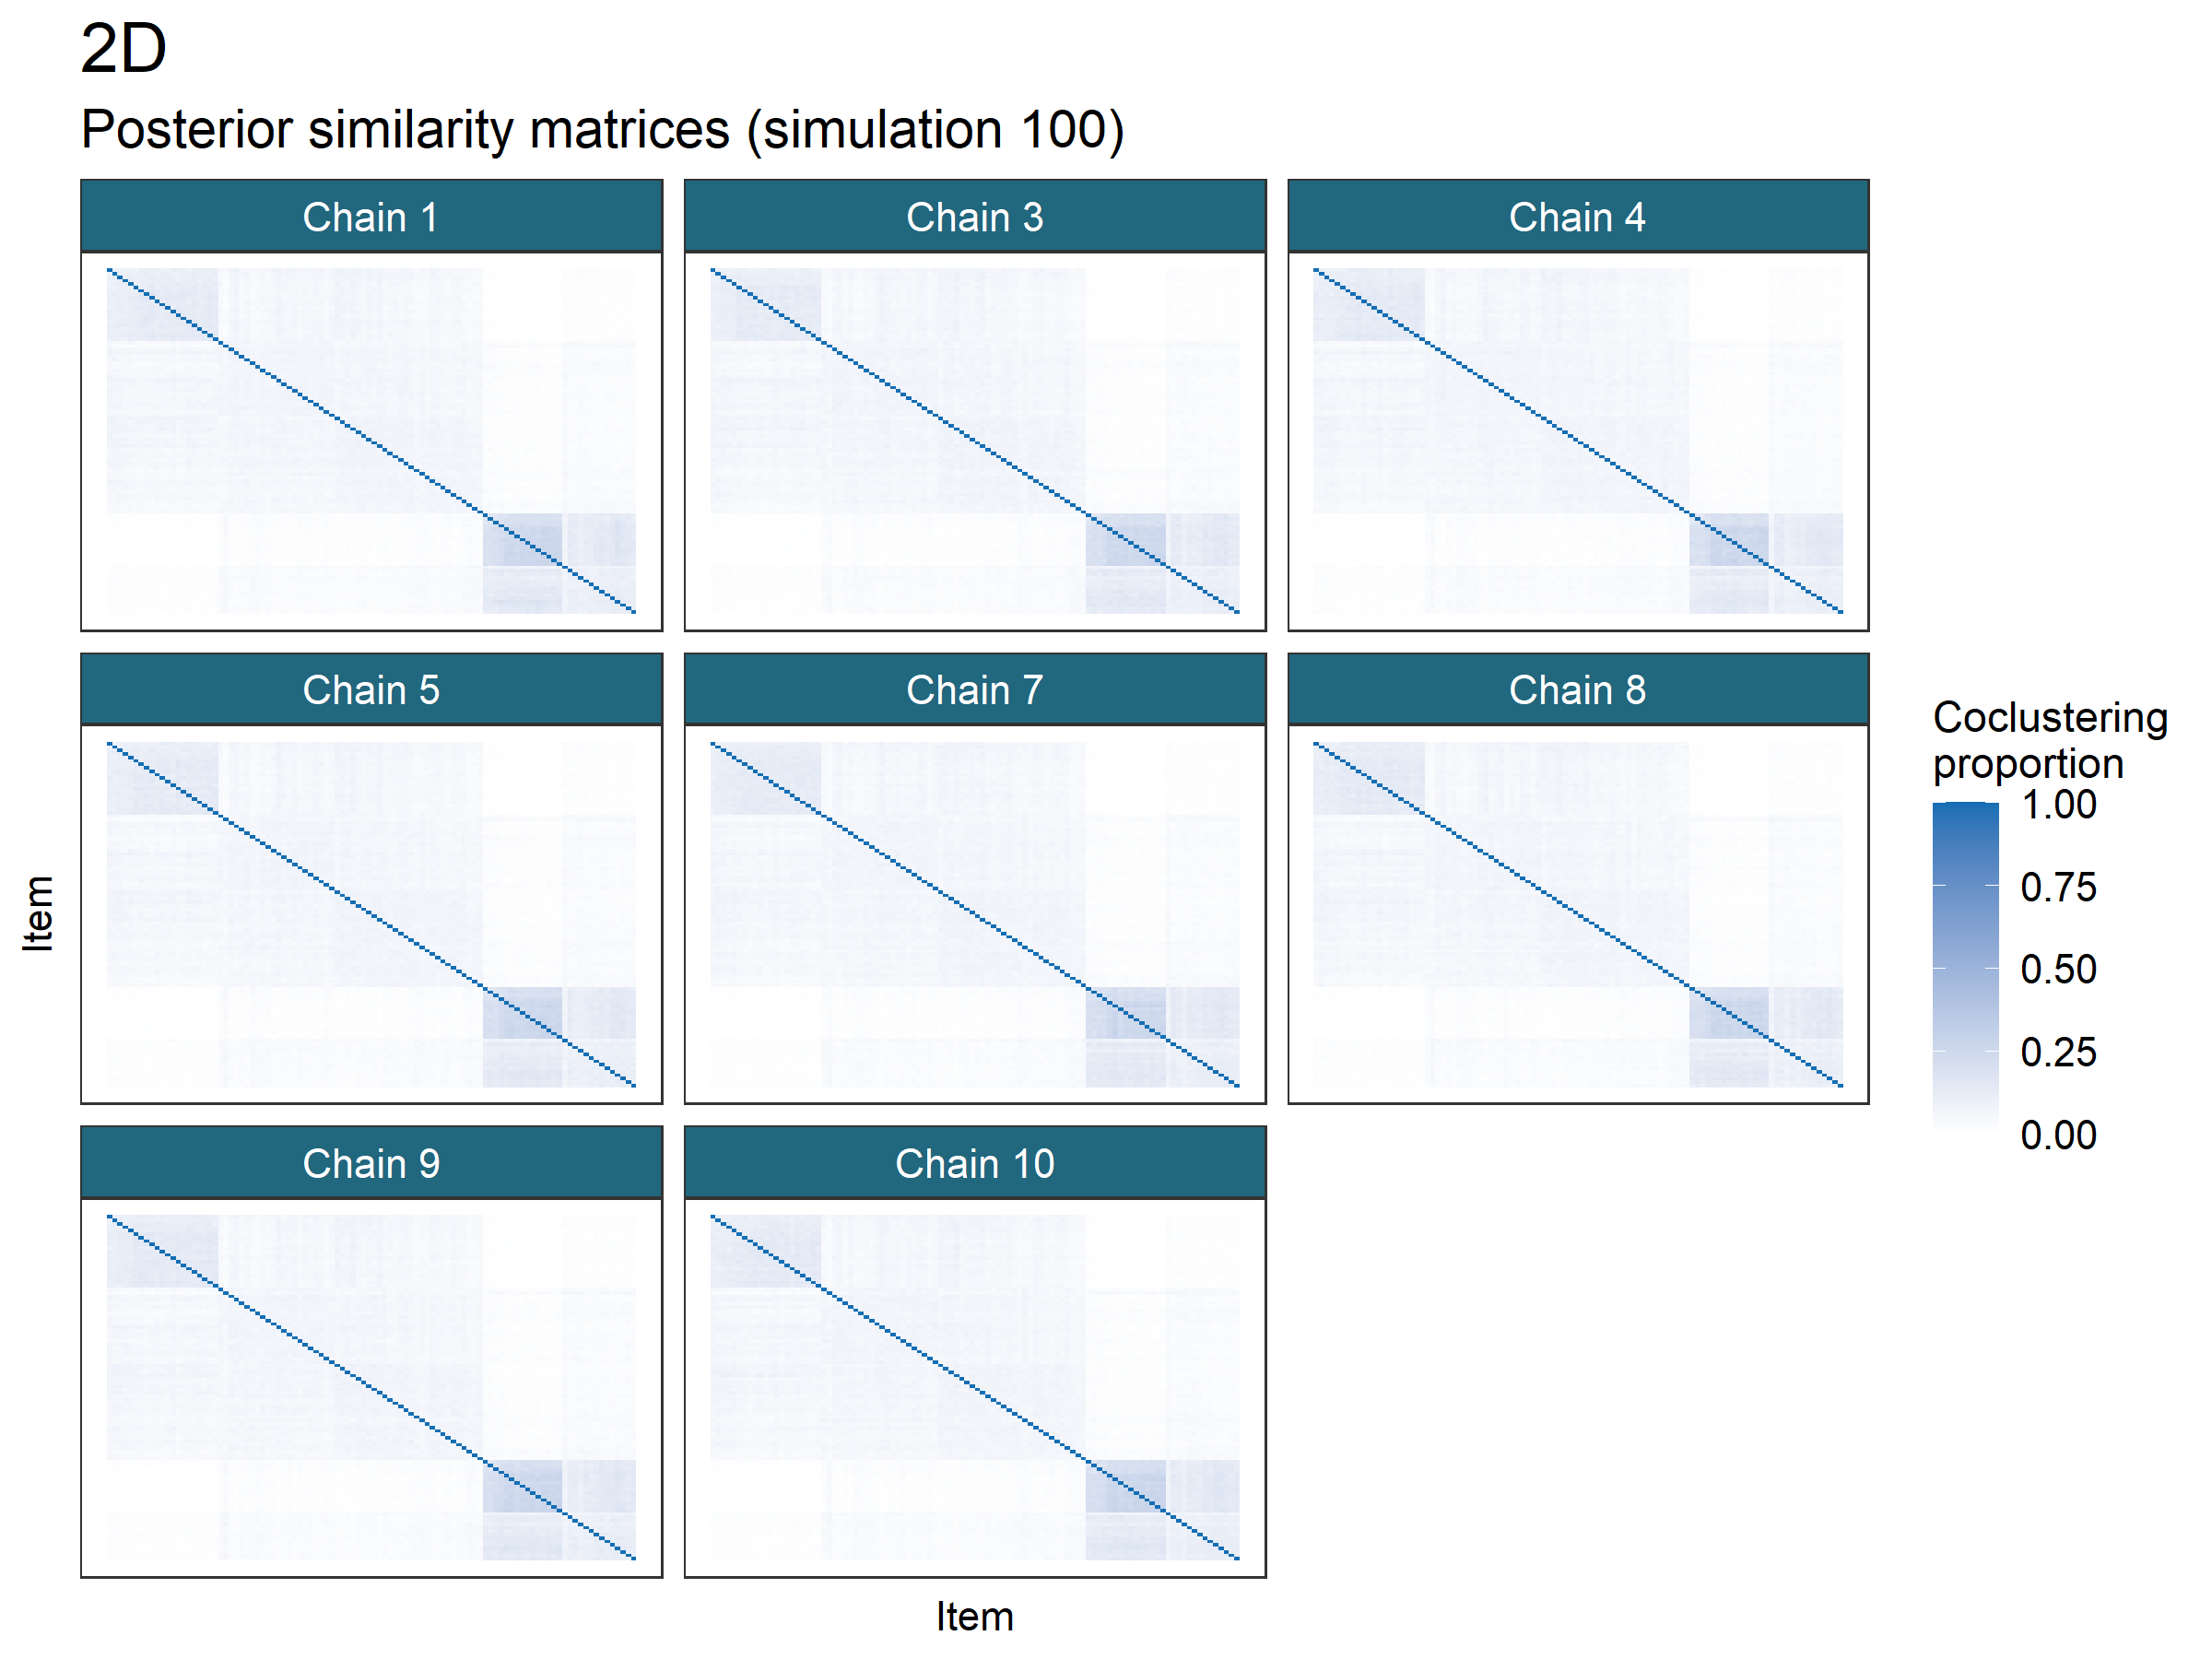 2D
Posterior similarity matrices (simulation 100)
Chain 1
Chain 3
Chain 4
Chain 5
Chain 7
Chain 8
Chain 9
Chain 10
Item
Item
Coclustering
proportion
1.00
0.75
0.50
0.25
0.00